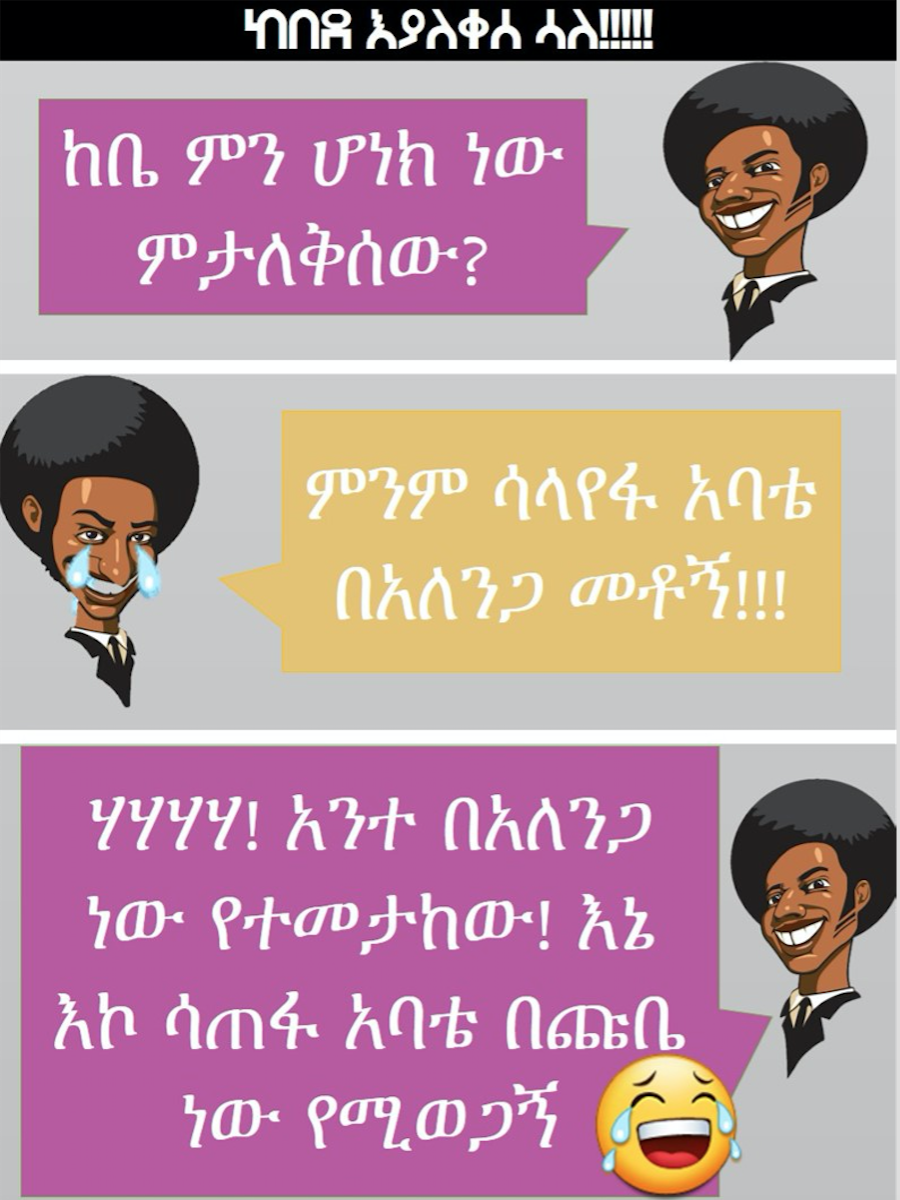 ከበደ እያለቀሰ ሳለ!!!!!
ከቤ ምን ሆነክ ነው
ምታለቅሰው?
ምንም ሳላየፋ አባቴ
በአለንጋ መቶኝ!!!
ሃሃሃሃ! አንተ በአለንጋ
ነው የተመታከው! እኔ
እኮ ሳጠፋ አባቴ በጩቤ
ነው የሚወጋኝ